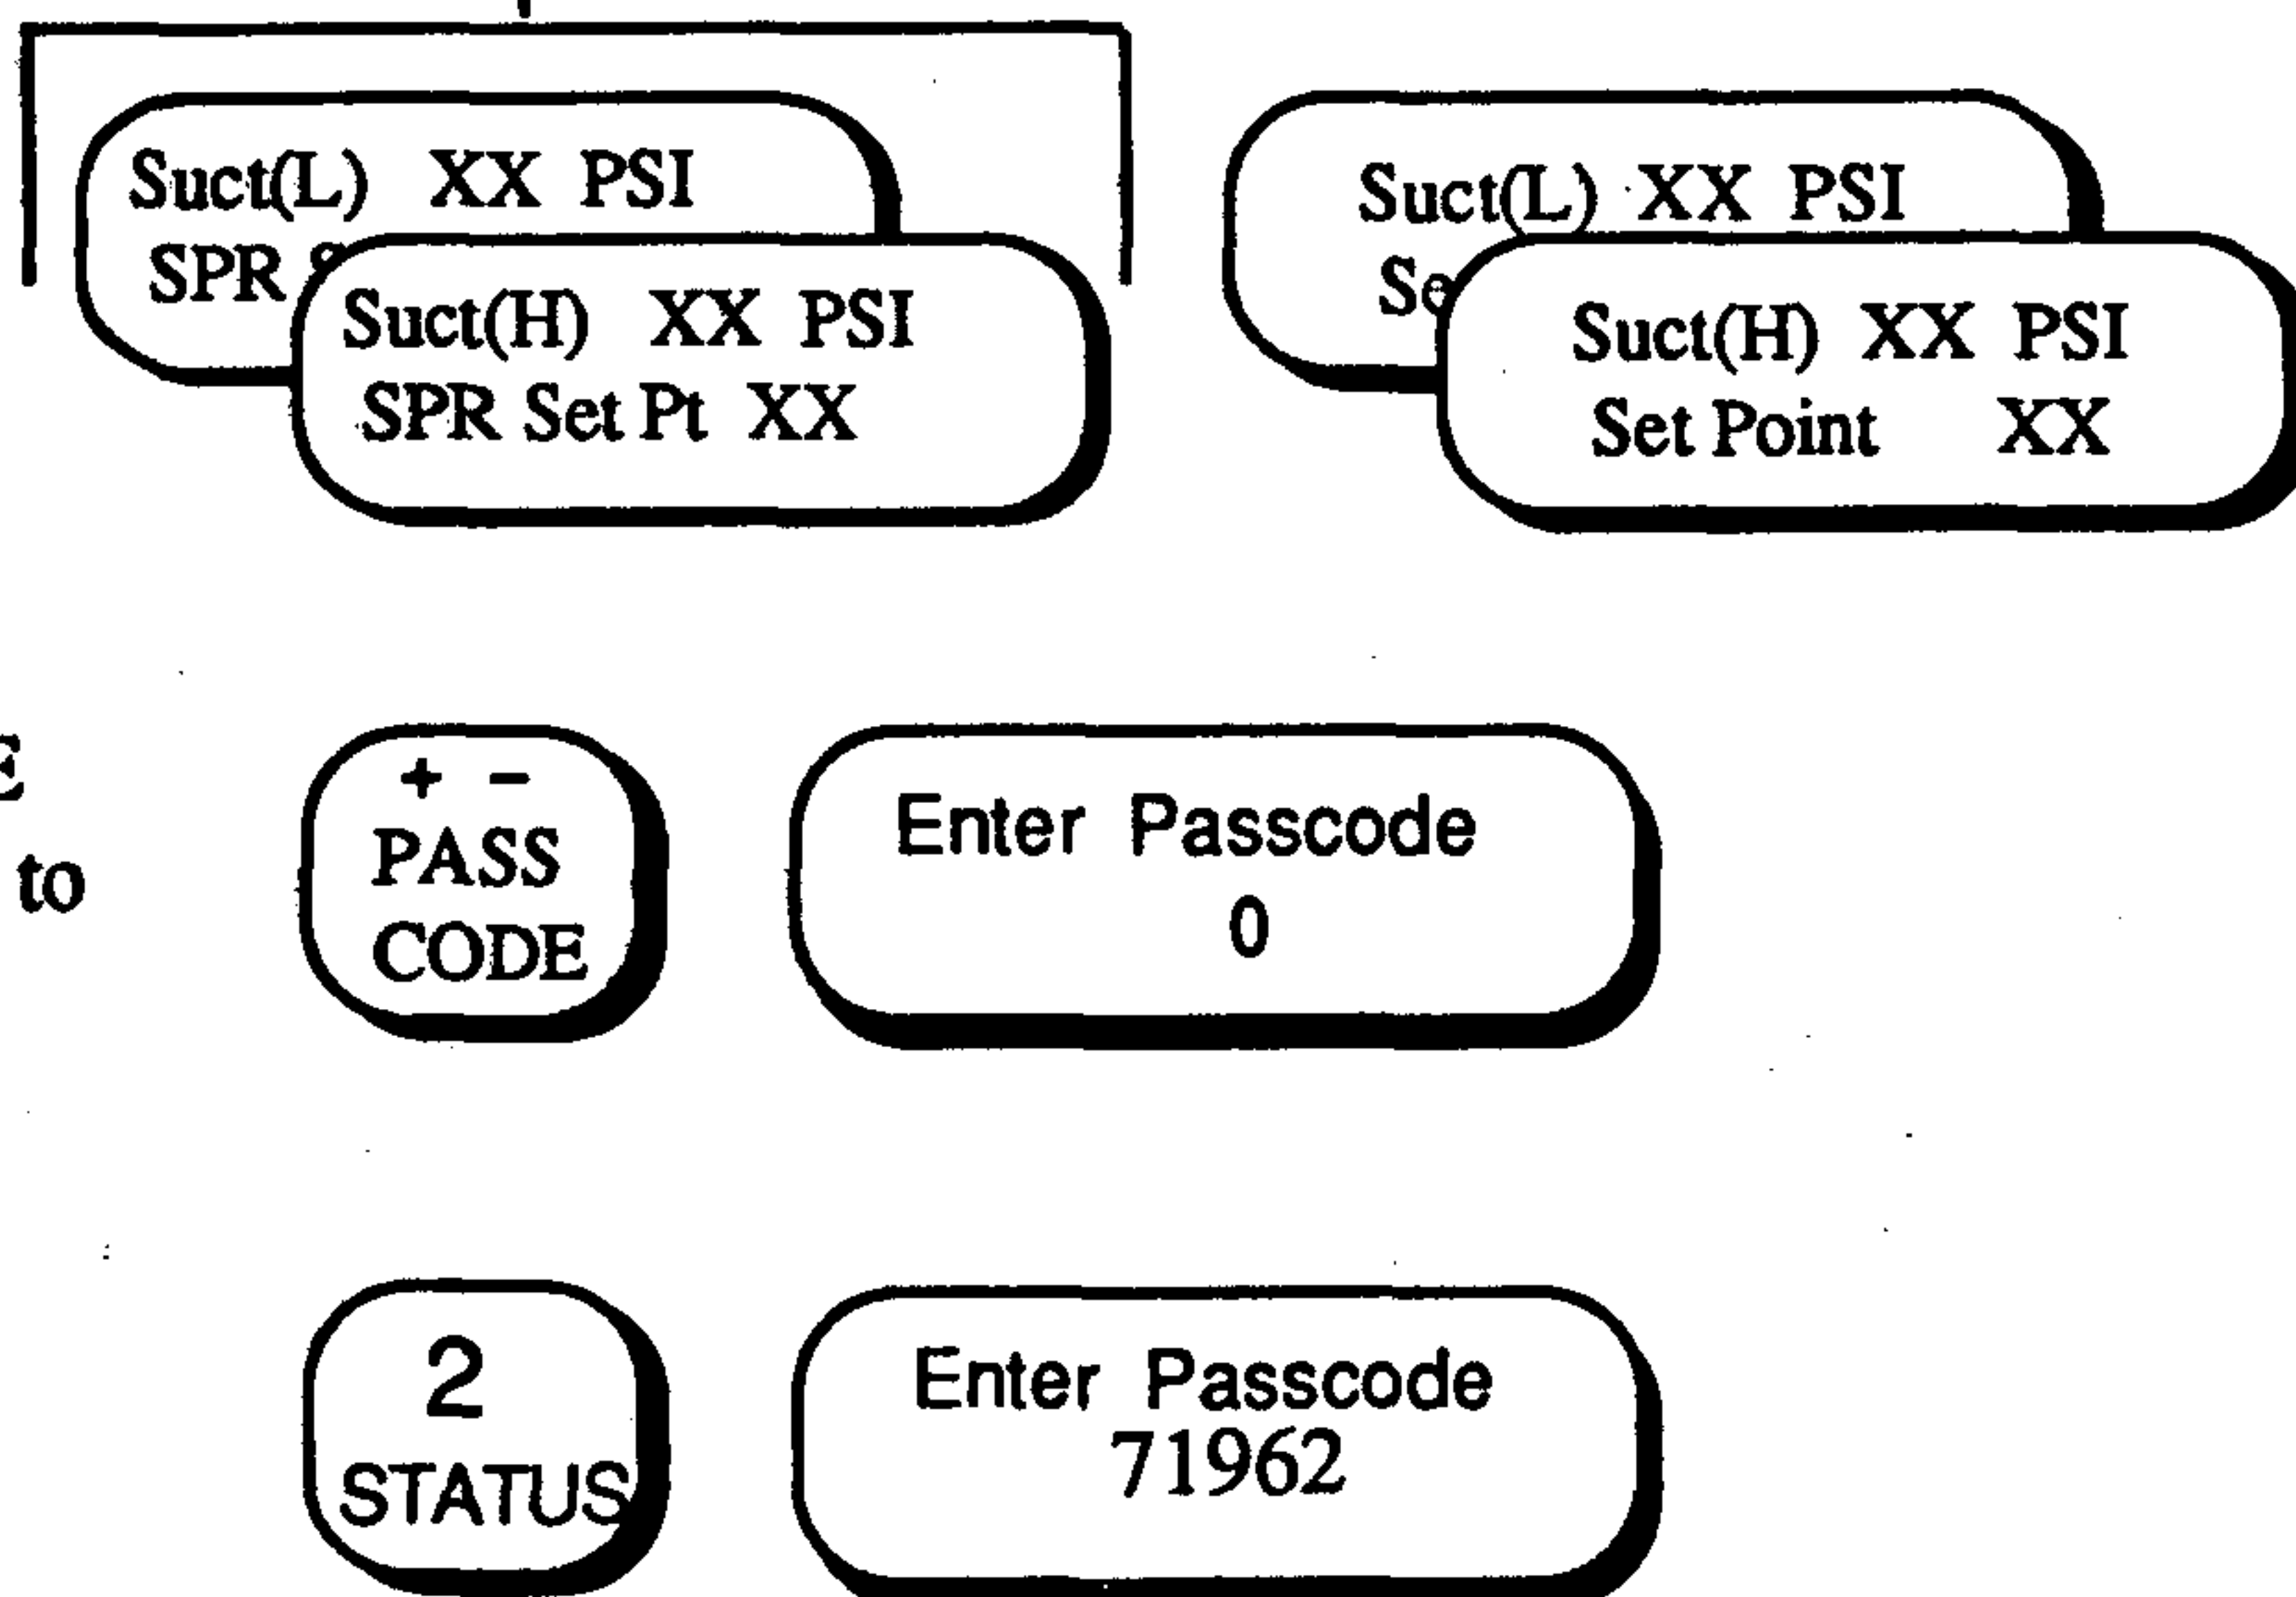 Suct(L) XX PSI
SPR
Suct(H) XX PSI
SPR Set Pt XX
Suct(L) XX PSI
Suct(H) XX PSI
Set Point XX
to
+ -
PASS
CODE
Enter Passcode
0
2
STATUS
Enter Passcode
71962